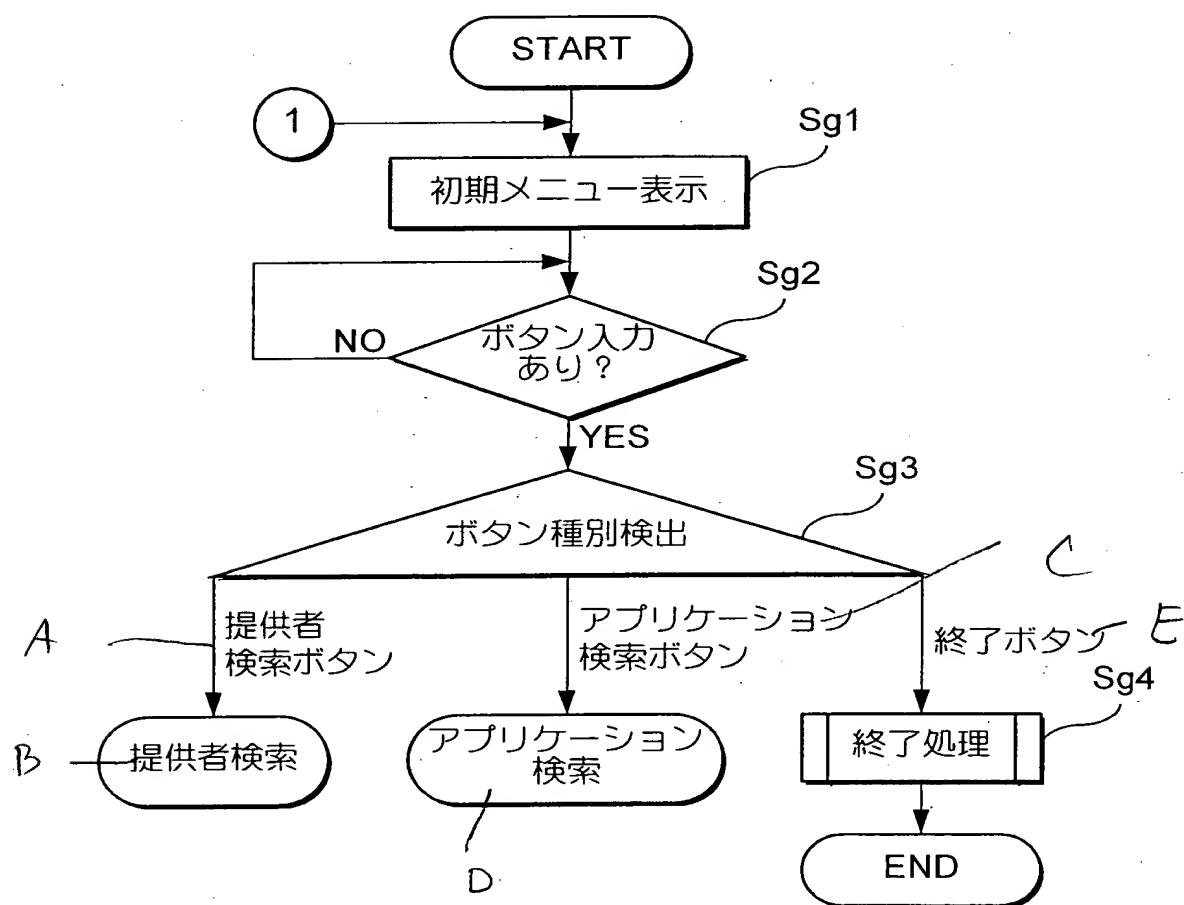 START
1
Sg1
初期メニュー表示
Sg2
NO
ボタン入力
あり？
YES
Sg3
ボタン種別検出
C
A
提供者
検索ボタン
アプリケーション
検索ボタン
終了ボタン
E
Sg4
B
提供者検索
アプリケーション
検索
終了処理
D
END